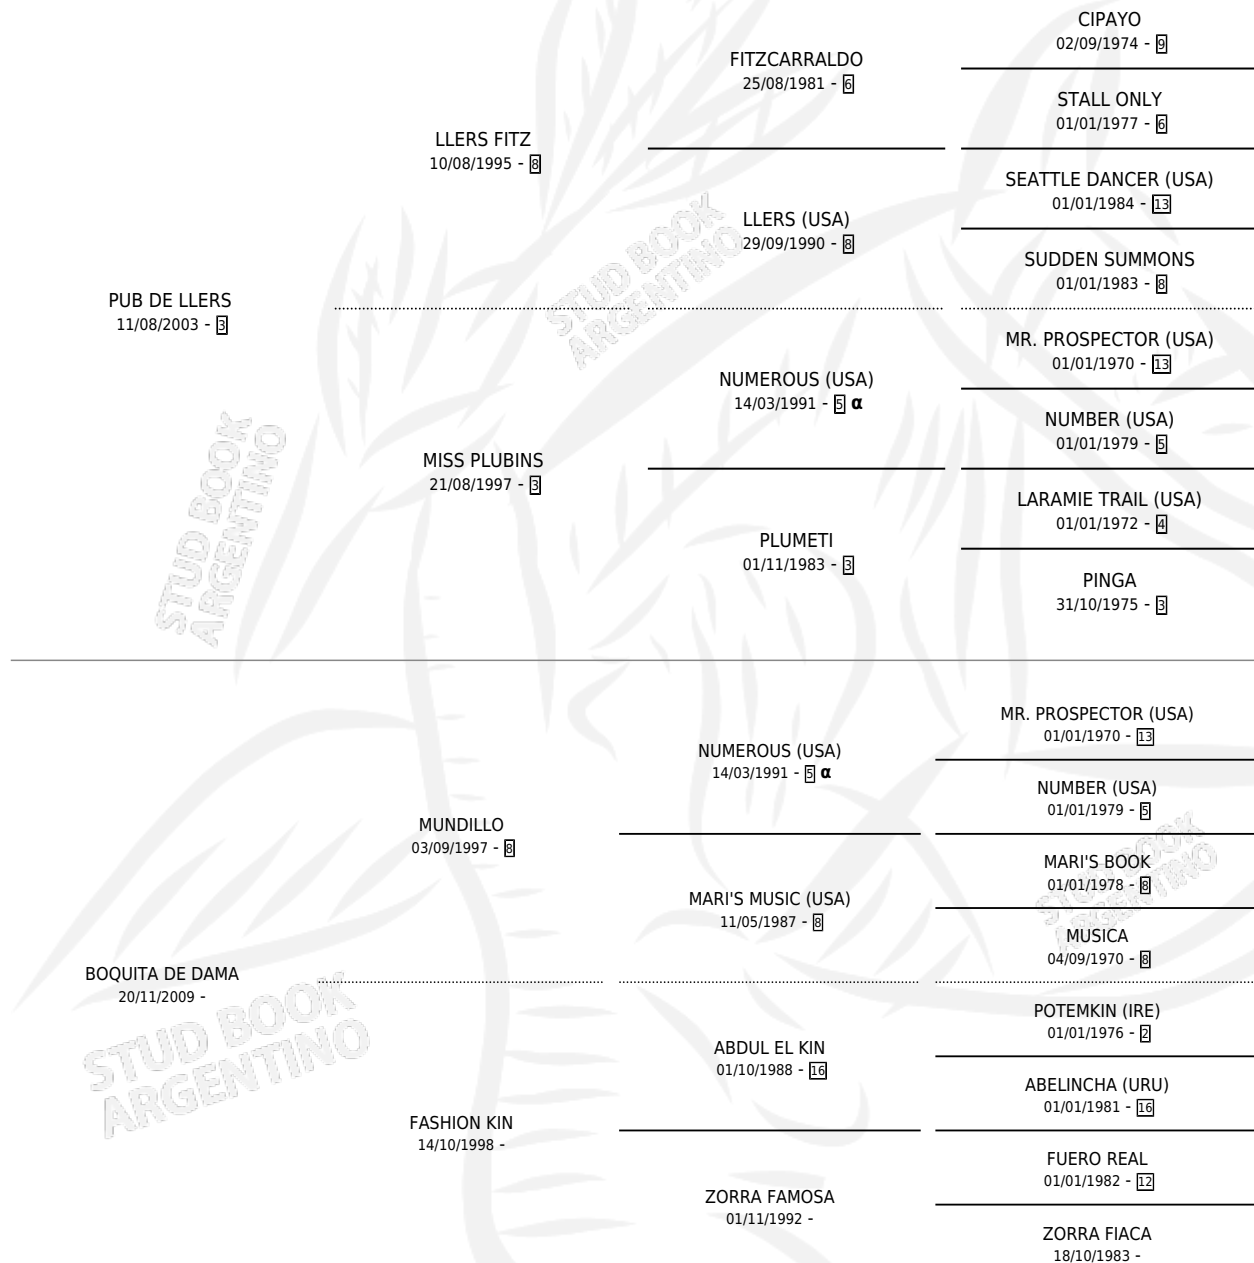 CIPAYO
02/09/1974 - 9
FITZCARRALDO
25/08/1981 - 6
STALL ONLY
01/01/1977 - 6
LLERS FITZ
10/08/1995 - 8
SEATTLE DANCER (USA)
01/01/1984 - 13
LLERS (USA)
29/09/1990 - 8
SUDDEN SUMMONS
01/01/1983 - 8
PUB DE LLERS
11/08/2003 - 3
MR. PROSPECTOR (USA)
01/01/1970 - 13
NUMEROUS (USA)
14/03/1991 - 5 α
NUMBER (USA)
01/01/1979 - 5
MISS PLUBINS
21/08/1997 - 3
LARAMIE TRAIL (USA)
01/01/1972 - 4
PLUMETI
01/11/1983 - 3
PINGA
31/10/1975 - 3
MR. PROSPECTOR (USA)
01/01/1970 - 13
NUMEROUS (USA)
14/03/1991 - 5 α
NUMBER (USA)
01/01/1979 - 5
MUNDILLO
03/09/1997 - 8
MARI'S BOOK
01/01/1978 - 8
MARI'S MUSIC (USA)
11/05/1987 - 8
MUSICA
04/09/1970 - 8
BOQUITA DE DAMA
20/11/2009 -
POTEMKIN (IRE)
01/01/1976 - 2
ABDUL EL KIN
01/10/1988 - 16
ABELINCHA (URU)
01/01/1981 - 16
FASHION KIN
14/10/1998 -
FUERO REAL
01/01/1982 - 12
ZORRA FAMOSA
01/11/1992 -
ZORRA FIACA
18/10/1983 -
STUD BOOK
ARGENTINO
STUD BOOK
ARGENTINO
STUD BOOK
ARGENTINO
STUD BOOK
ARGENTINO